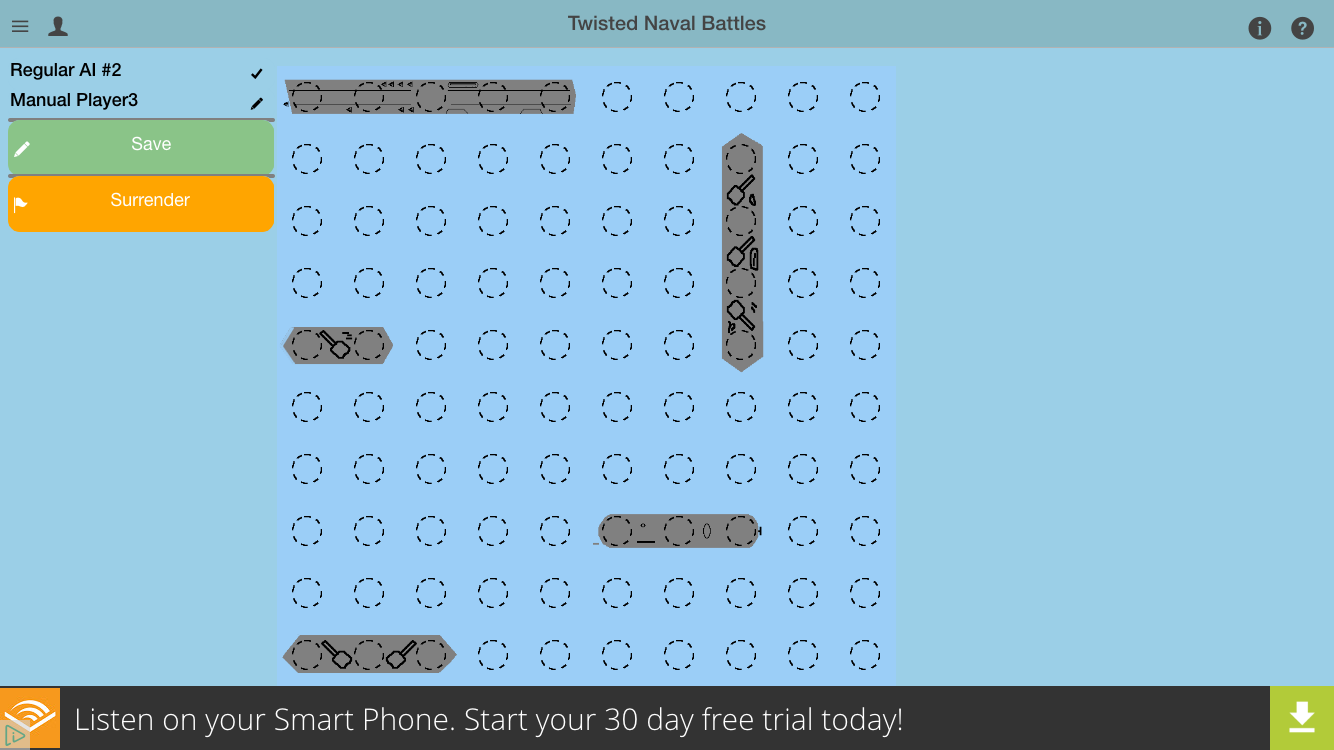 Twisted Naval Battles
Regular AI #2
Manual Player3
Save
Surrender
Listen on your Smart Phone. Start your 30 day free trial today!